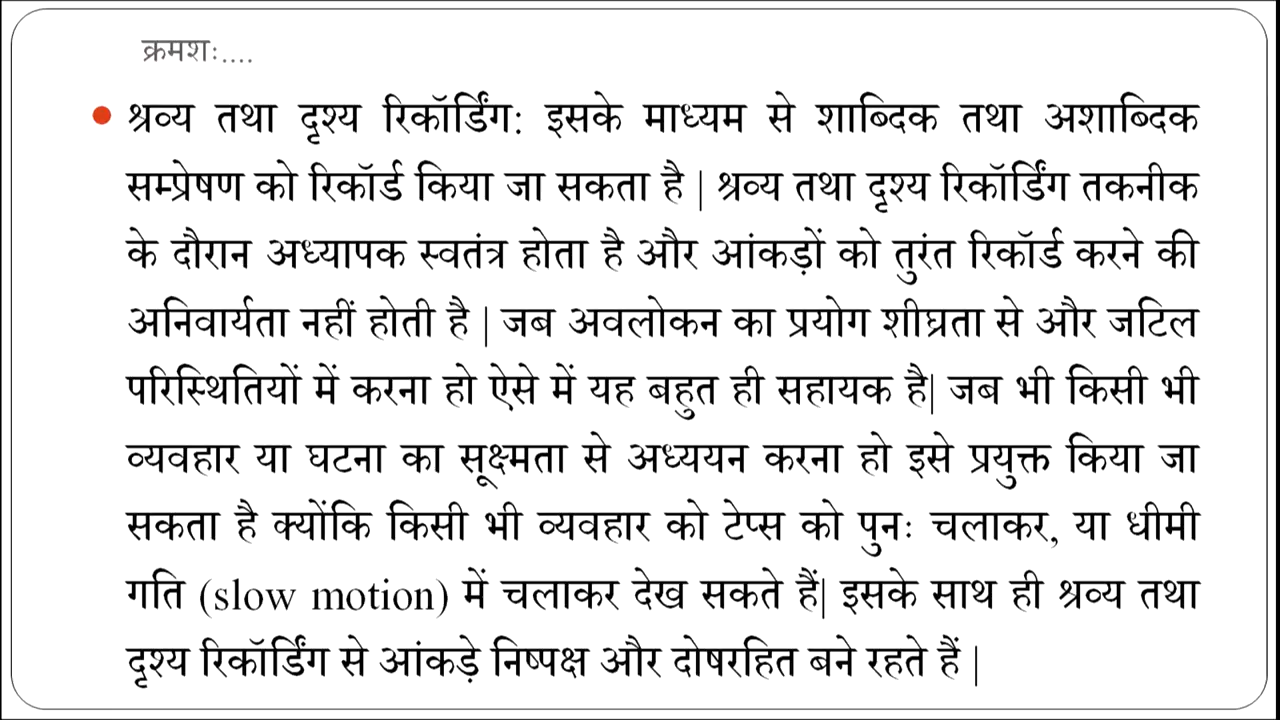 क्रमशः....
श्रव्य तथा दृश्य रिकॉर्डिंग: इसके माध्यम से शाब्दिक तथा अशाब्दिक
सम्प्रेषण को रिकॉर्ड किया जा सकता है | श्रव्य तथा दृश्य रिकॉर्डिंग तकनीक
के दौरान अध्यापक स्वतंत्र होता है और आंकड़ों को तुरंत रिकॉर्ड करने की
अनिवार्यता नहीं होती है | जब अवलोकन का प्रयोग शीघ्रता से और जटिल
परिस्थितियों में करना हो ऐसे में यह बहुत ही सहायक है| जब भी किसी भी
व्यवहार या घटना का सूक्ष्मता से अध्ययन करना हो इसे प्रयुक्त किया जा
सकता है क्योंकि किसी भी व्यवहार को टेप्स को पुनः चलाकर, या धीमी
गति (slow motion) में चलाकर देख सकते हैं| इसके साथ ही श्रव्य तथा
दृश्य रिकॉर्डिंग से आंकड़े निष्पक्ष और दोषरहित बने रहते हैं |